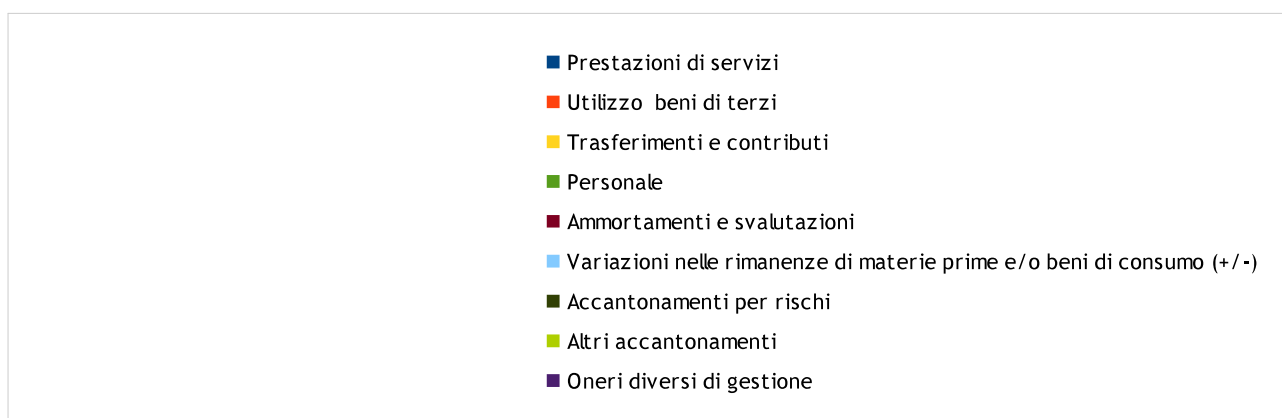 Prestazioni di servizi
Utilizzo beni di terzi
Trasferimenti e contributi
Personale
Ammortamenti e svalutazioni
Variazioni nelle rimanenze di materie prime e/o beni di consumo (+/-)
Accantonamenti per rischi
Altri accantonamenti
Oneri diversi di gestione